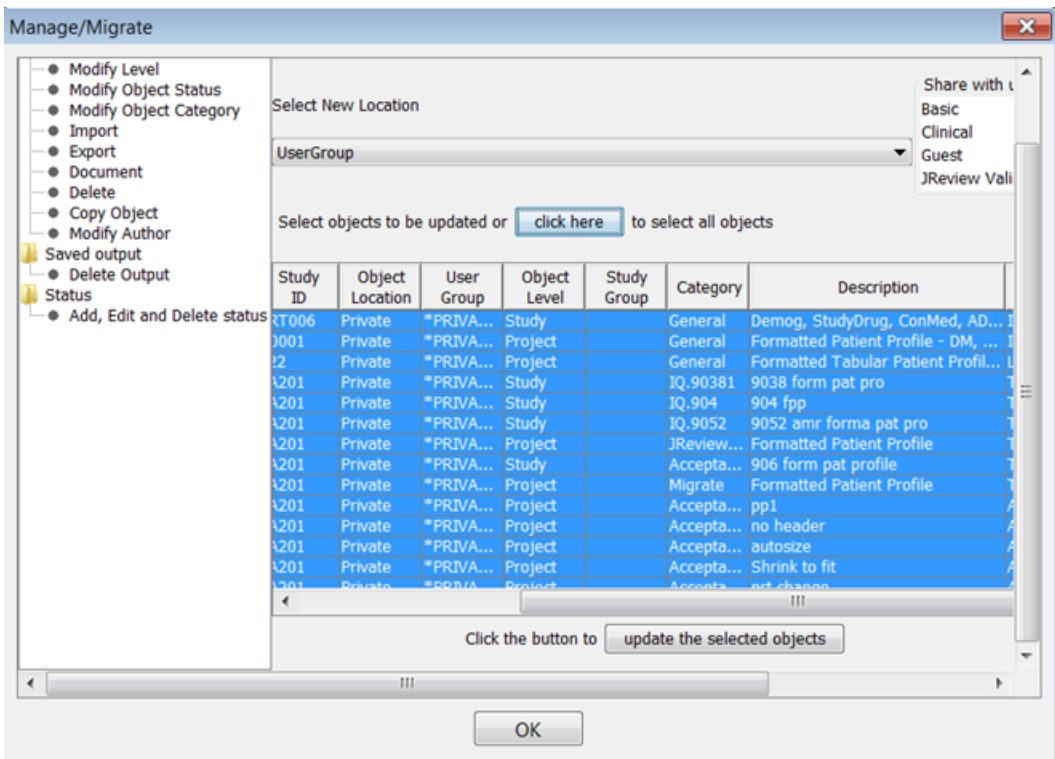 Manage/Migrate
Modify Level
Modify Object Status
Modify Object Category
Import
Export
Document
Delete
Copy Object
Modify Author
Saved output
Delete Output
Status
Add, Edit and Delete status
Select New Location
UserGroup
Share with u
Basic
Clinical
Guest
JReview Vali
Select objects to be updated or click here to select all objects
Study ID Object Location User Group Object Level Study Group Category Description
RT006 Private *PRIVA... Study General Demog, StudyDrug, ConMed, AD...
0001 Private *PRIVA... Project General Formatted Patient Profile - DM, ...
22 Private *PRIVA... Project General Formatted Tabular Patient Profil...
A201 Private *PRIVA... Study IQ.90381 9038 form pat pro
A201 Private *PRIVA... Study IQ.904 904 fpp
A201 Private *PRIVA... Study IQ.9052 9052 amr forma pat pro
A201 Private *PRIVA... Project JReview... Formatted Patient Profile
A201 Private *PRIVA... Study Accepta... 906 form pat profile
A201 Private *PRIVA... Project Migrate Formatted Patient Profile
A201 Private *PRIVA... Project Accepta... pp1
A201 Private *PRIVA... Project Accepta... no header
A201 Private *PRIVA... Project Accepta... autosize
A201 Private *PRIVA... Project Accepta... Shrink to fit
A201 Private *PRIVA... Project Accepta... prt change
Click the button to update the selected objects
OK